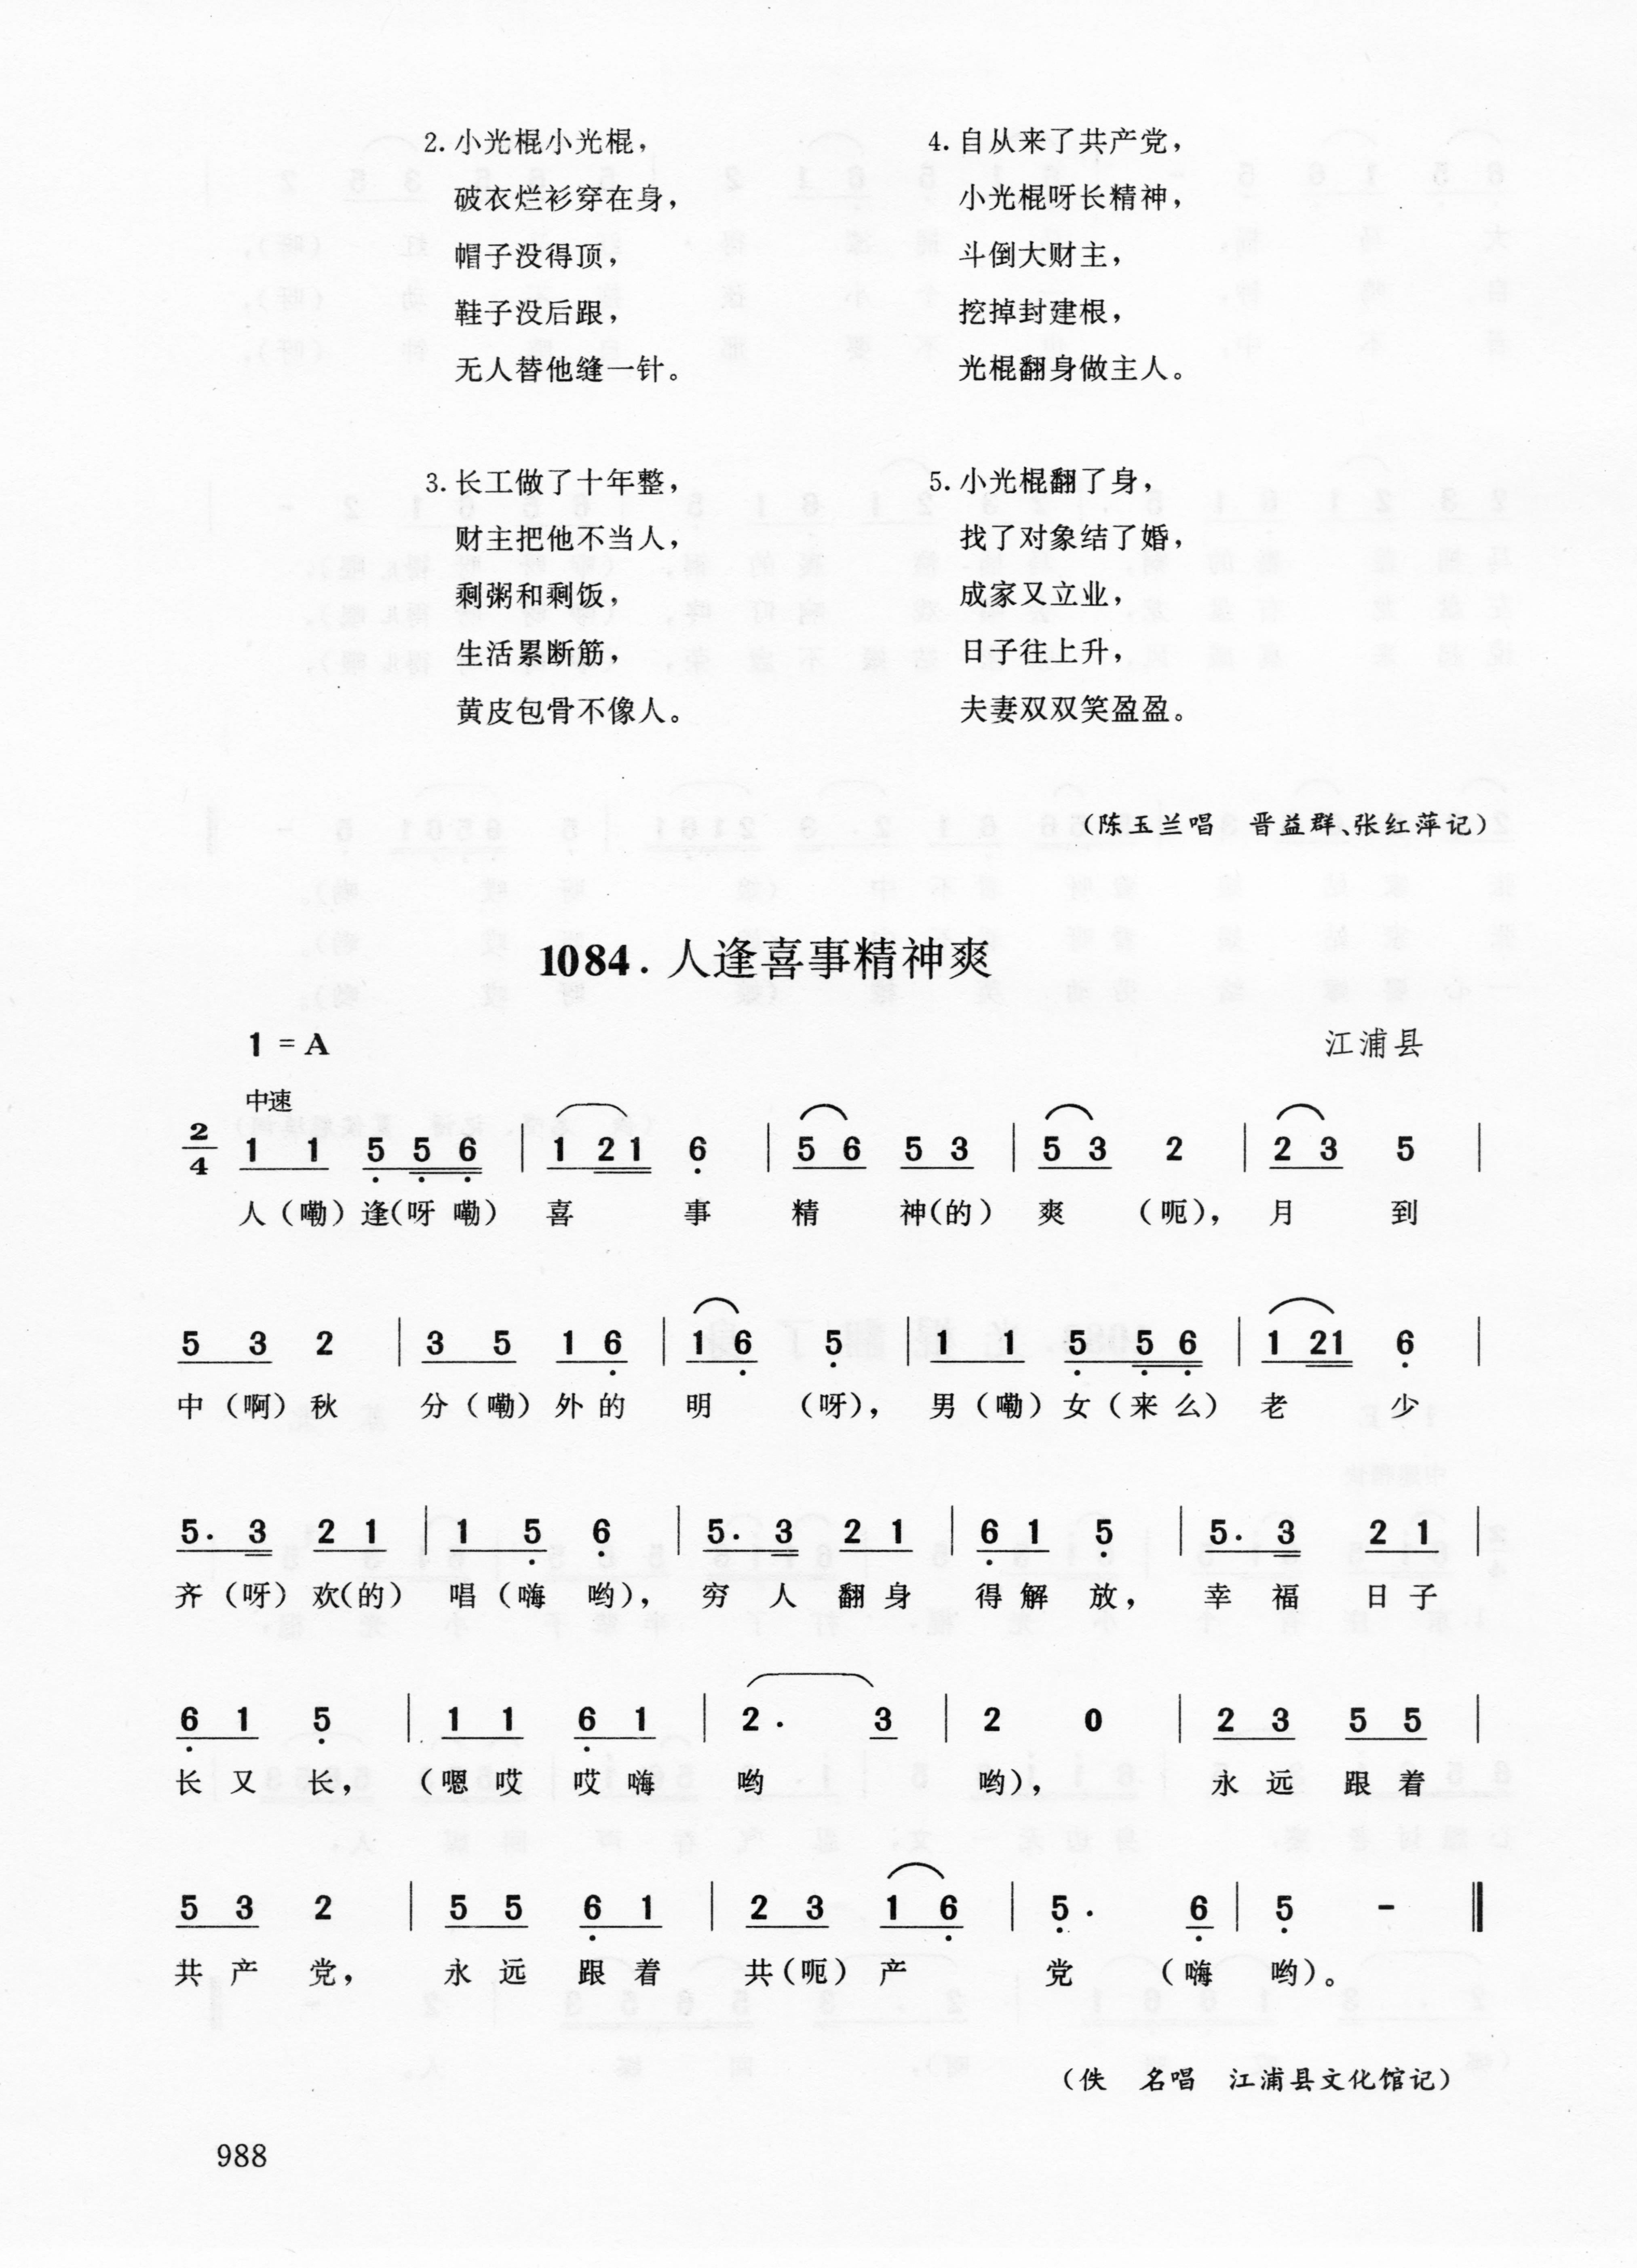 2. 小光棍小光棍，
破衣烂衫穿在身，
帽子没得顶，
鞋子没后跟，
无人替他缝一针。
3. 长工做了十年整，
财主把他不当人，
剩粥和剩饭，
生活累断筋，
黄皮包骨不像人。
4. 自从来了共产党，
小光棍呀长精神，
斗倒大财主，
挖掉封建根，
光棍翻身做主人。
5. 小光棍翻了身，
找了对象结了婚，
成家又立业，
日子往上升，
夫妻双双笑盈盈。
（陈玉兰唱 晋益群、张红萍记）
1084. 人逢喜事精神爽
1 = A 江浦县
中速
2/4 1 1 5̣ 5̣ 6̣ | 1 2 1 6̣ | 5 6 5 3 | 5 3 2 | 2 3 5 |
人（嘞）逢（呀 嘞） 喜 事 精 神（的） 爽 （呃）， 月 到
5 3 2 | 3 5 1 6̣ | 1 6̣ 5̣ | 1 1 5̣ 5̣ 6̣ | 1 2 1 6̣ |
中（啊）秋 分（嘞）外 的 明 （呀）， 男（嘞）女（来 么） 老 少
5. 3 2 1 | 1 5̣ 6̣ | 5. 3 2 1 | 6̣ 1 5̣ | 5. 3 2 1 |
齐（呀）欢（的） 唱（嗨 哟）， 穷 人 翻 身 得 解 放， 幸 福 日 子
6̣ 1 5̣ | 1 1 6̣ 1 | 2 . 3 | 2 0 | 2 3 5 5 |
长 又 长， （嗯 哎 哎 嗨 哟 哟）， 永 远 跟 着
5 3 2 | 5 5 6̣ 1 | 2 3 1 6̣ | 5̣ . 6̣ | 5̣ - ‖
共 产 党， 永 远 跟 着 共（呃）产 党 （嗨 哟）。
（佚 名唱 江浦县文化馆记）
988